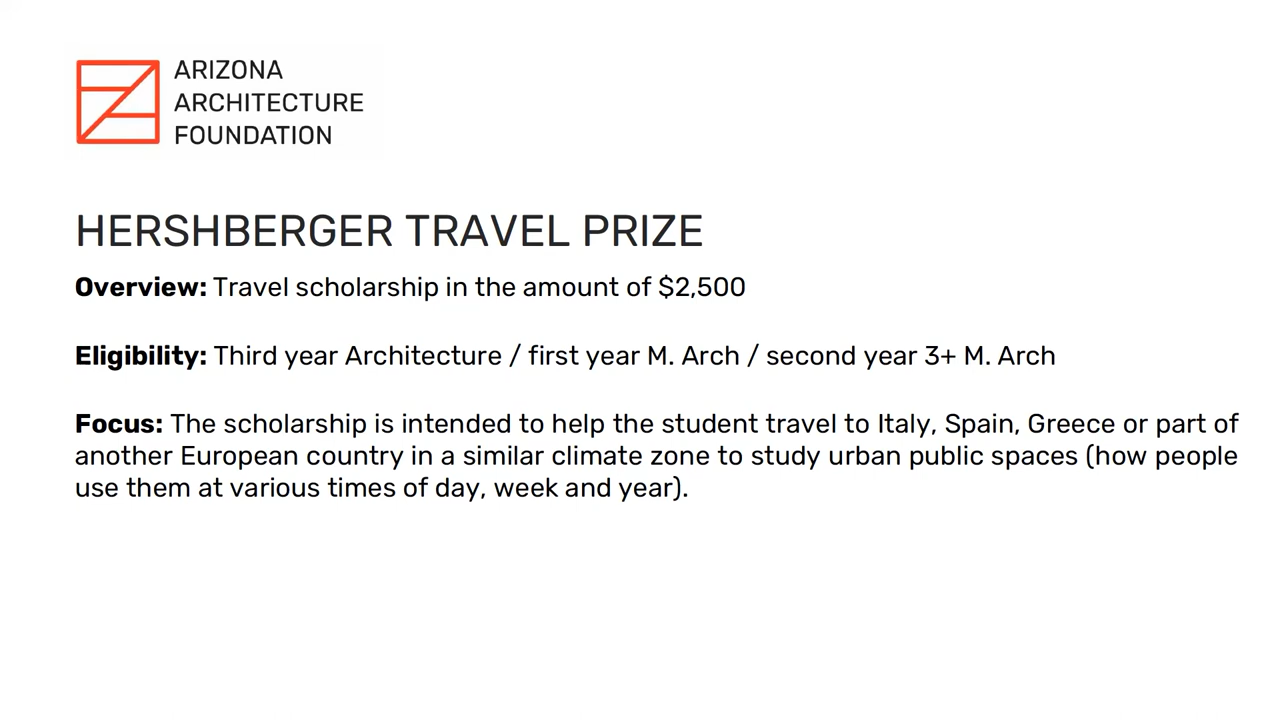 ARIZONA
ARCHITECTURE
FOUNDATION
HERSHBERGER TRAVEL PRIZE
Overview: Travel scholarship in the amount of $2,500
Eligibility: Third year Architecture / first year M. Arch / second year 3+ M. Arch
Focus: The scholarship is intended to help the student travel to Italy, Spain, Greece or part of
another European country in a similar climate zone to study urban public spaces (how people
use them at various times of day, week and year).